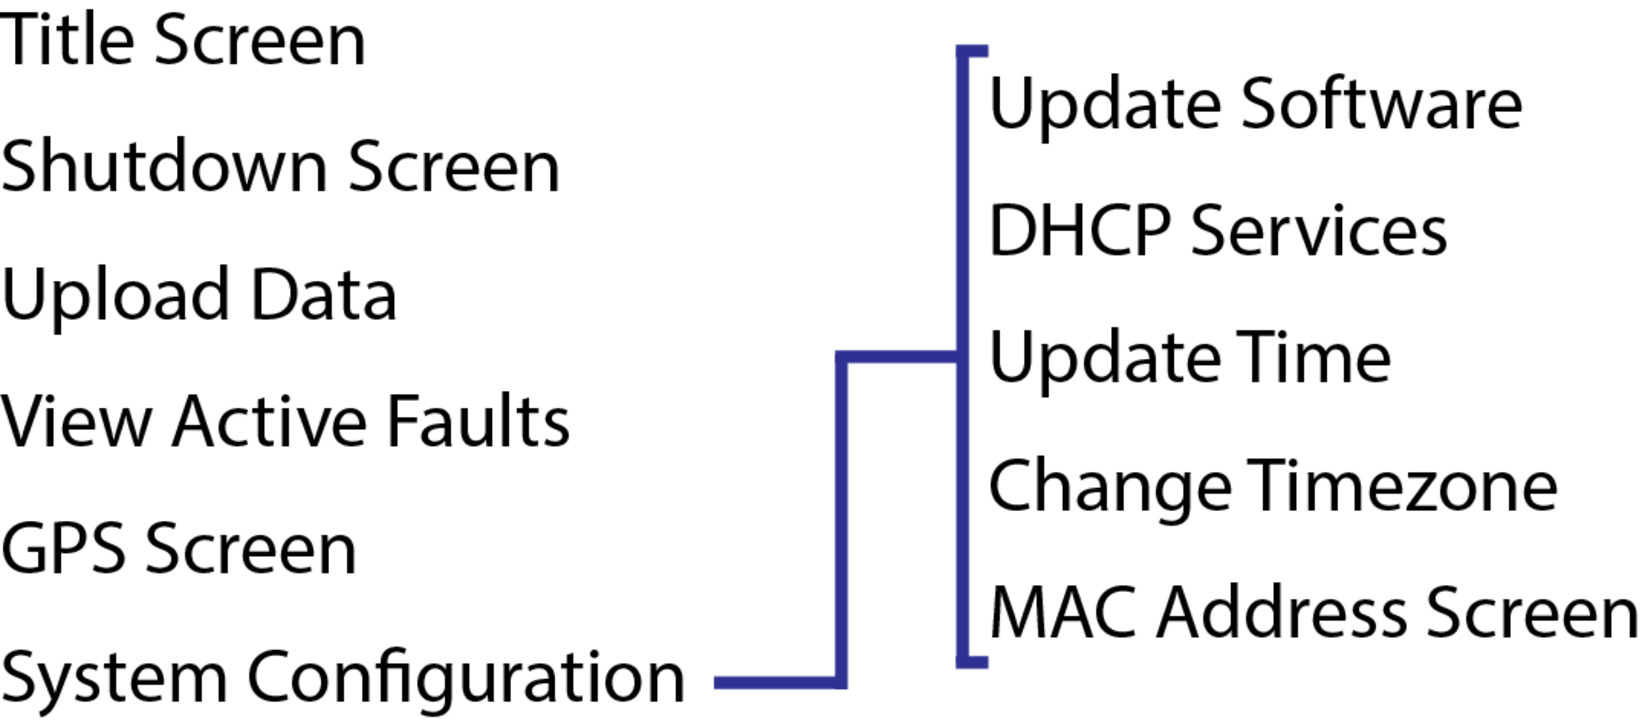 Title Screen
Shutdown Screen
Upload Data
View Active Faults
GPS Screen
System Configuration
Update Software
DHCP Services
Update Time
Change Timezone
MAC Address Screen